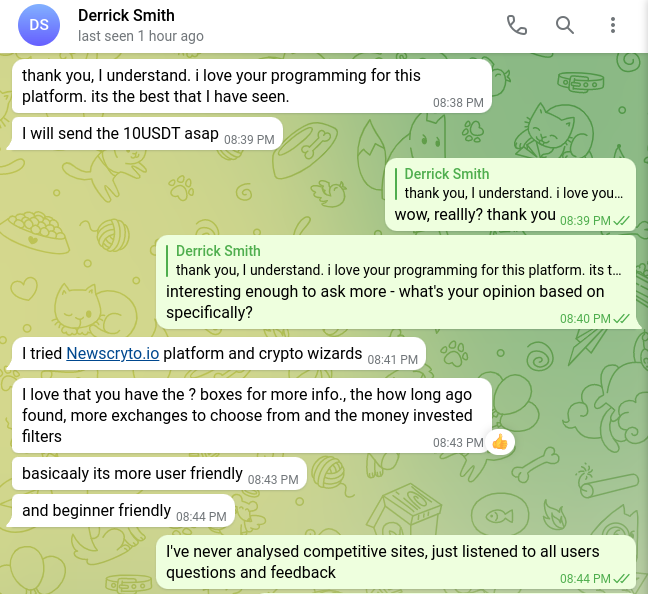 DS
Derrick Smith
last seen 1 hour ago
thank you, I understand. i love your programming for this
platform. its the best that I have seen.
08:38 PM
I will send the 10USDT asap 08:39 PM
Derrick Smith
thank you, I understand. i love you…
wow, reallly? thank you 08:39 PM
Derrick Smith
thank you, I understand. i love your programming for this platform. its t…
interesting enough to ask more - what's your opinion based on
specifically?
08:40 PM
I tried Newscryto.io platform and crypto wizards 08:41 PM
I love that you have the ? boxes for more info., the how long ago
found, more exchanges to choose from and the money invested
filters
08:43 PM
basicaaly its more user friendly 08:43 PM
and beginner friendly 08:44 PM
I've never analysed competitive sites, just listened to all users
questions and feedback
08:44 PM